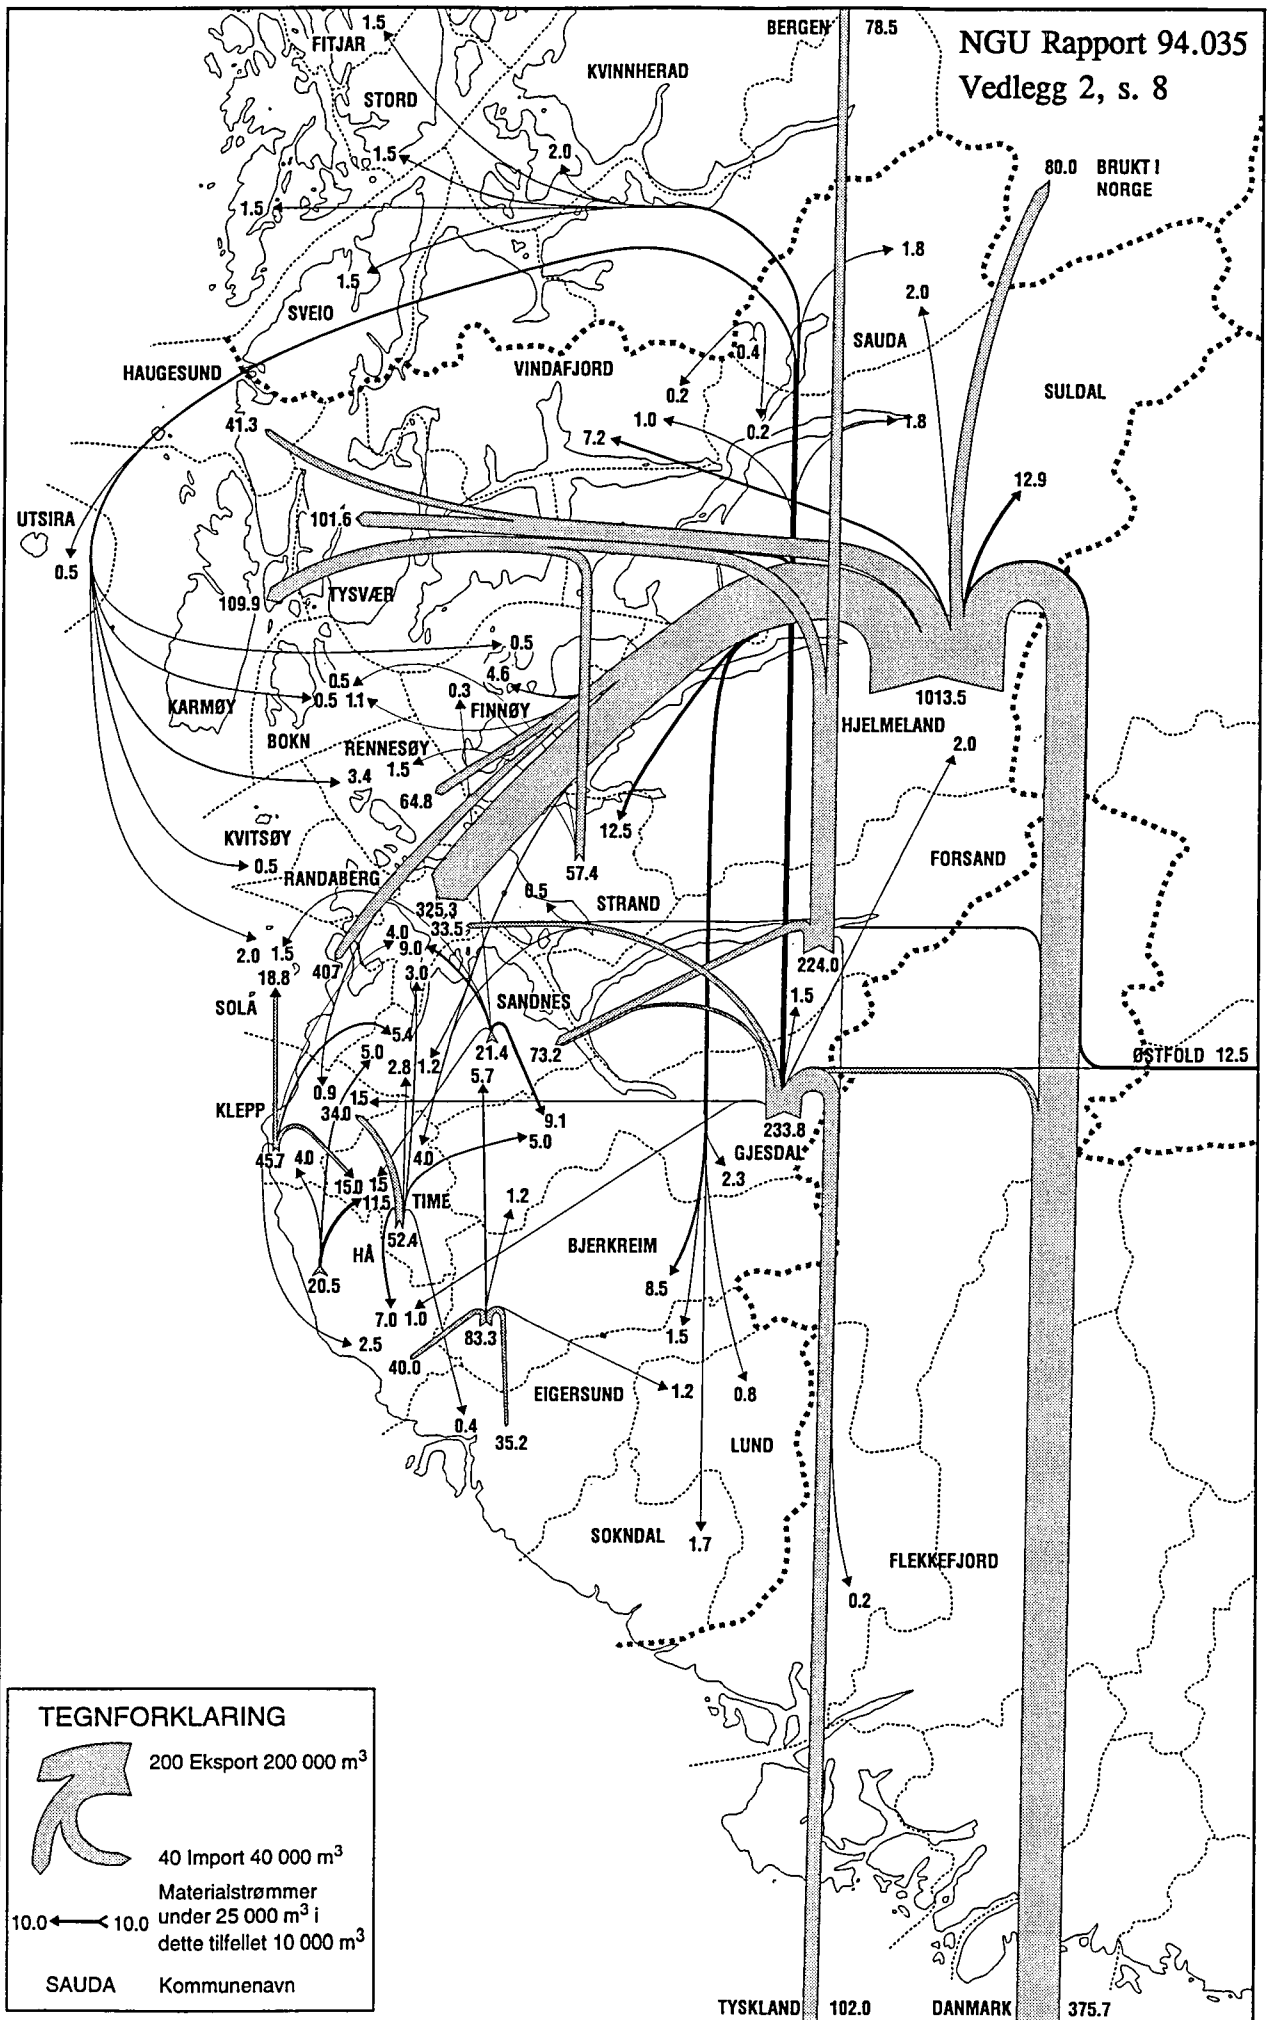 1.5
FITJAR
BERGEN 78.5
NGU Rapport 94.035
Vedlegg 2, s. 8
KVINNHERAD
STORD
1.5
2.0
80.0 BRUKT I
NORGE
1.5
1.8
1.5
2.0
SVEIO
SAUDA
0.4
HAUGESUND
VINDAFJORD
0.2
SULDAL
41.3
1.0
7.2
0.2
1.8
12.9
UTSIRA
101.6
0.5
109.9
TYSVÆR
0.5
4.6
0.5
0.3
0.5 1.1
KARMØY
FINNØY
1013.5
HJELMELAND
BOKN
RENNESØY
2.0
1.5
3.4
64.8
KVITSØY
12.5
FORSAND
0.5
RANDABERG
57.4
0.5
STRAND
325.3
4.0
33.5
2.0 1.5
9.0
18.8
407
3.0
224.0
SOLA
SANDNES
1.5
5.4
5.0
21.4
73.2
ØSTFOLD 12.5
2.8 1.2
5.7
0.9
1.5
KLEPP
34.0
9.1
233.8
5.0
GJESDAL
45.7 4.0
4.0
15.0 1.5
2.3
11.5 TIME
1.2
52.4
HÅ
BJERKREIM
20.5
8.5
7.0 1.0
2.5
83.3
1.5
40.0
EIGERSUND
1.2
0.8
0.4
35.2
LUND
SOKNDAL
1.7
FLEKKEFJORD
0.2
TEGNFORKLARING
200 Eksport 200 000 m³
40 Import 40 000 m³
Materialstrømmer
10.0 10.0 under 25 000 m³ i
dette tilfellet 10 000 m³
SAUDA Kommunenavn
TYSKLAND 102.0
DANMARK 375.7